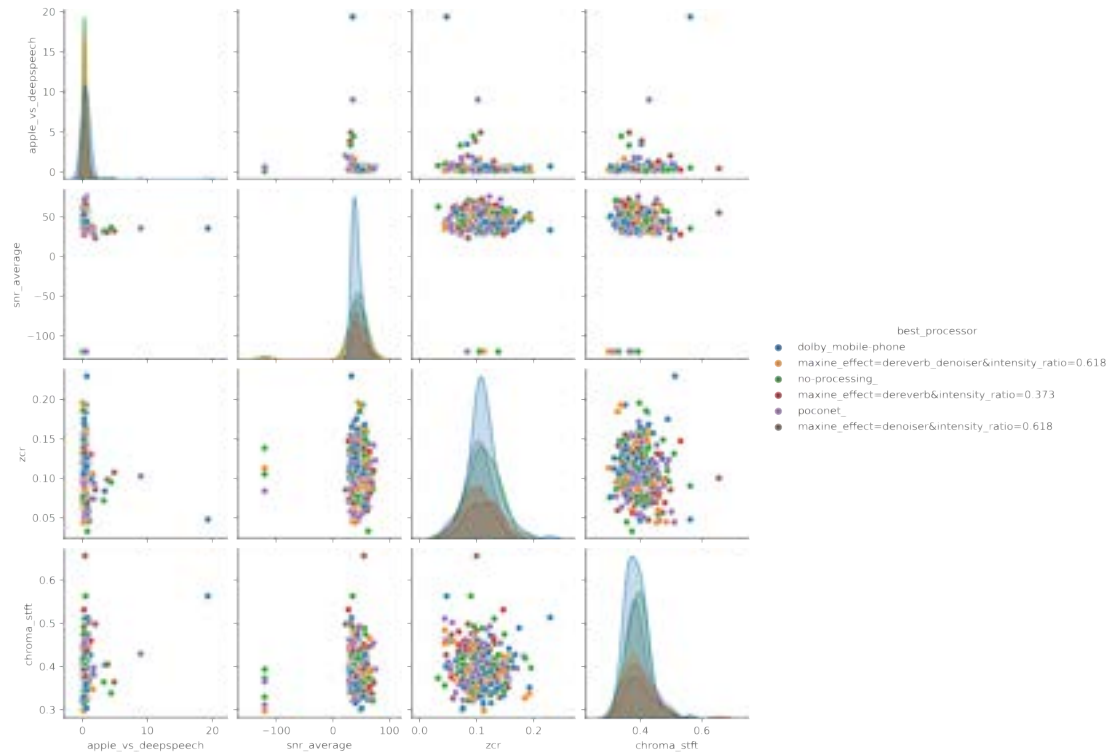 20
15
10
5
0
apple_vs_deepspeech
50
0
−50
−100
snr_average
0.20
0.15
0.10
0.05
zcr
0.6
0.5
0.4
0.3
chroma_stft
0 10 20
apple_vs_deepspeech
−100 0 100
snr_average
0.0 0.1 0.2
zcr
0.4 0.6
chroma_stft
best_processor
dolby_mobile-phone
maxine_effect=dereverb_denoiser&intensity_ratio=0.618
no-processing_
maxine_effect=dereverb&intensity_ratio=0.373
poconet_
maxine_effect=denoiser&intensity_ratio=0.618